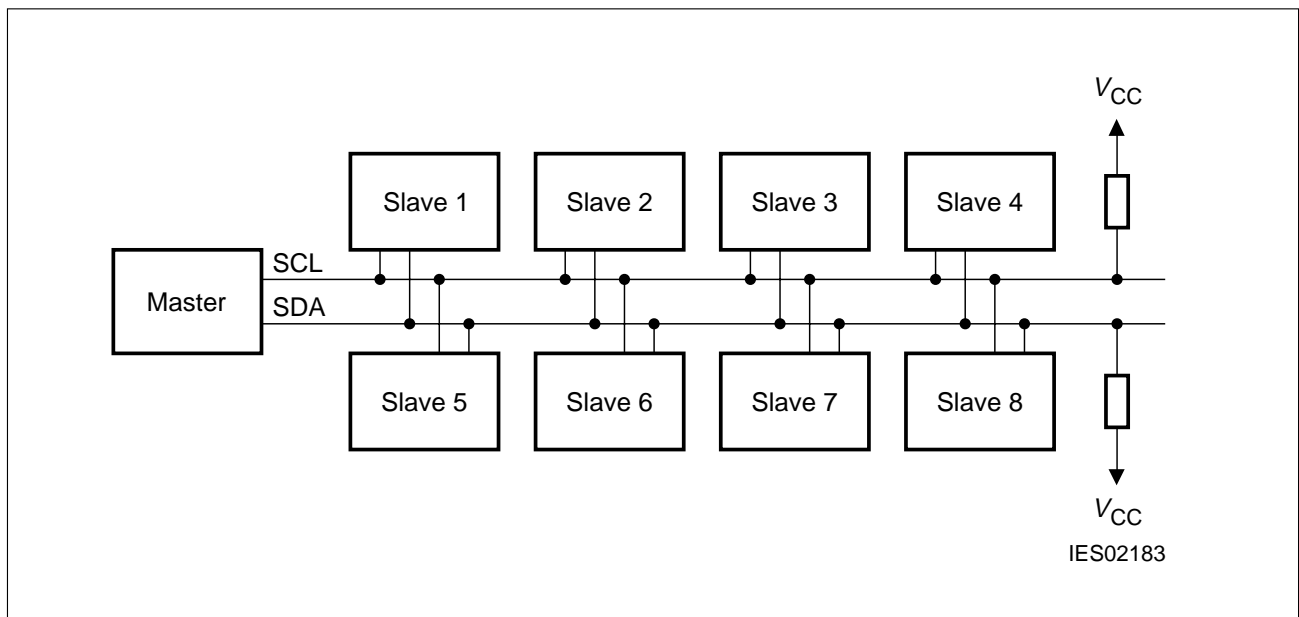 VCC
Slave 1
Slave 2
Slave 3
Slave 4
SCL
Master
SDA
Slave 5
Slave 6
Slave 7
Slave 8
VCC
IES02183